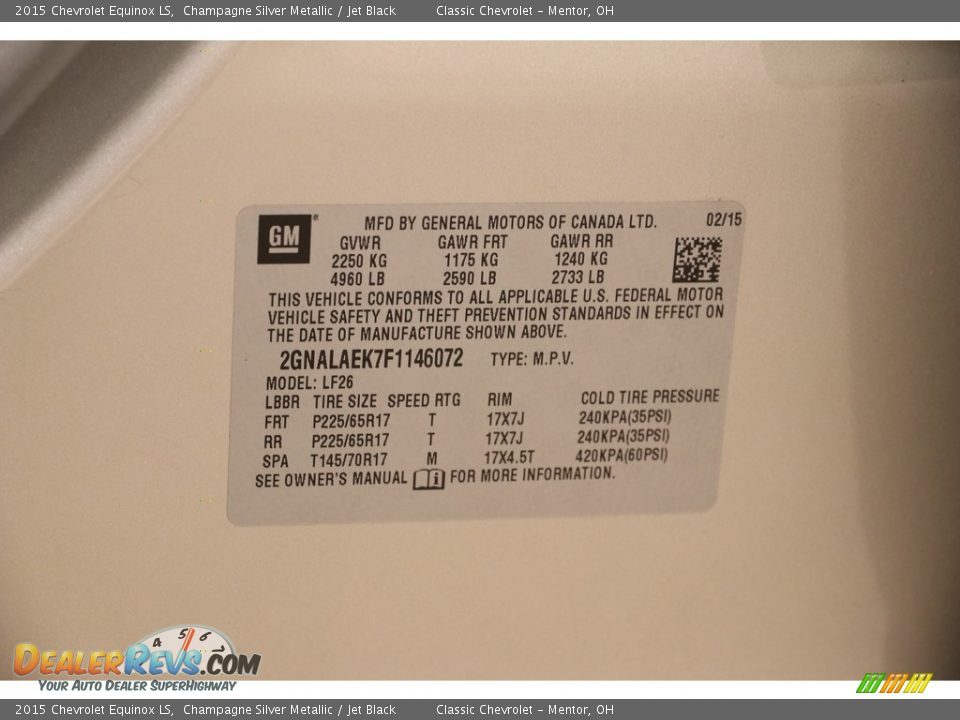 2015 Chevrolet Equinox LS,  Champagne Silver Metallic / Jet Black          Classic Chevrolet – Mentor, OH
GM
MFD BY GENERAL MOTORS OF CANADA LTD. 02/15
GVWR GAWR FRT GAWR RR
2250 KG 1175 KG 1240 KG
4960 LB 2590 LB 2733 LB
THIS VEHICLE CONFORMS TO ALL APPLICABLE U.S. FEDERAL MOTOR
VEHICLE SAFETY AND THEFT PREVENTION STANDARDS IN EFFECT ON
THE DATE OF MANUFACTURE SHOWN ABOVE.
2GNALAEK7F1146072 TYPE: M.P.V.
MODEL: LF26
LBBR TIRE SIZE SPEED RTG RIM COLD TIRE PRESSURE
FRT P225/65R17 T 17X7J 240KPA(35PSI)
RR P225/65R17 T 17X7J 240KPA(35PSI)
SPA T145/70R17 M 17X4.5T 420KPA(60PSI)
SEE OWNER'S MANUAL FOR MORE INFORMATION.
4 5 6 7
DEALERREVS.COM
YOUR AUTO DEALER SUPERHIGHWAY
2015 Chevrolet Equinox LS,  Champagne Silver Metallic / Jet Black          Classic Chevrolet – Mentor, OH